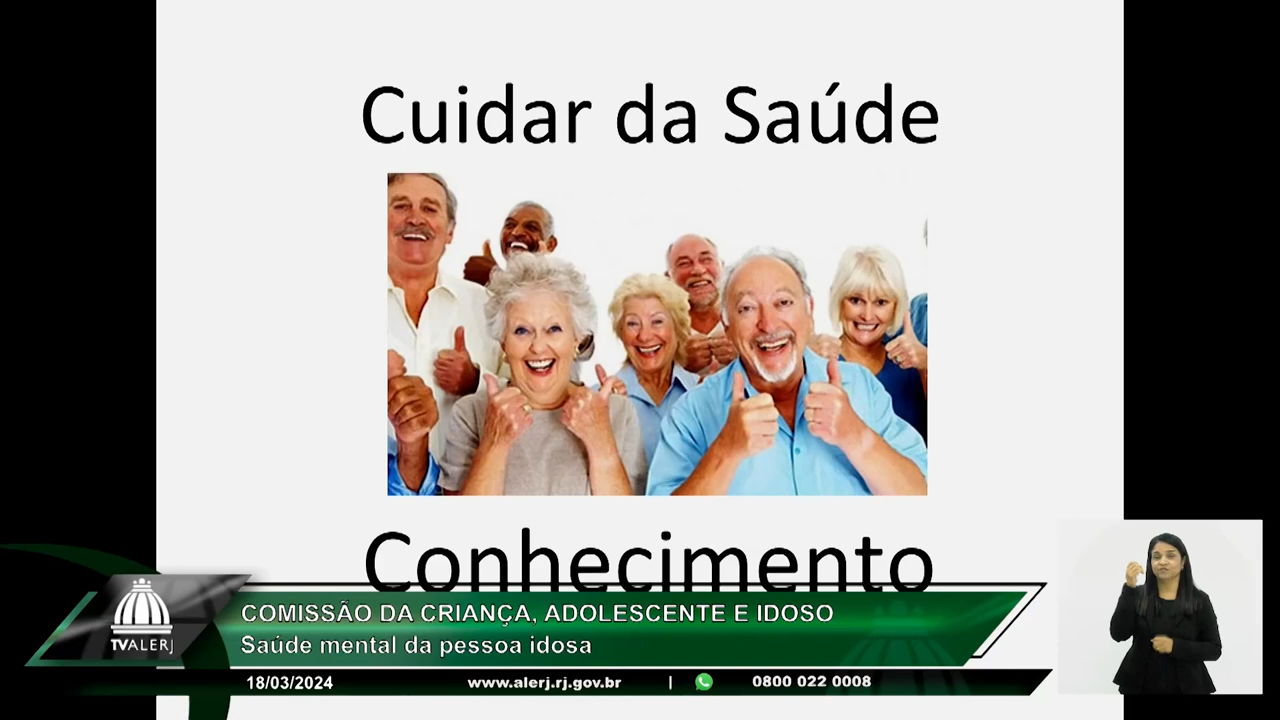 Cuidar da Saúde
Conhecimento
COMISSÃO DA CRIANÇA, ADOLESCENTE E IDOSO
Saúde mental da pessoa idosa
TVALERJ
18/03/2024 www.alerj.rj.gov.br | 0800 022 0008